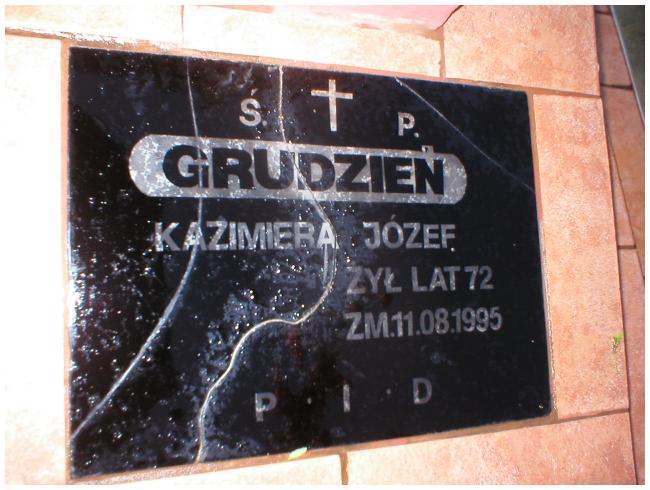 Ś. P.
GRUDZIEŃ
KAZIMIERA JÓZEF
ŻYŁ LAT 72
ZM.11.08.1995
P I D